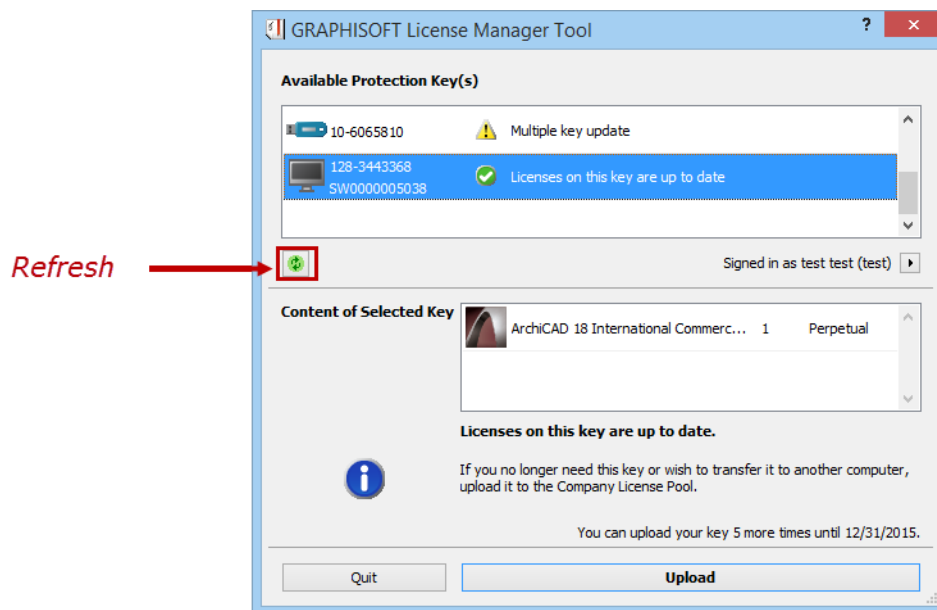 GRAPHISOFT License Manager Tool
?
Available Protection Key(s)
10-6065810 Multiple key update
128-3443368
SW0000005038
Licenses on this key are up to date
Refresh
Signed in as test test (test)
Content of Selected Key
ArchiCAD 18 International Commerc... 1 Perpetual
Licenses on this key are up to date.
If you no longer need this key or wish to transfer it to another computer,
upload it to the Company License Pool.
You can upload your key 5 more times until 12/31/2015.
Quit
Upload